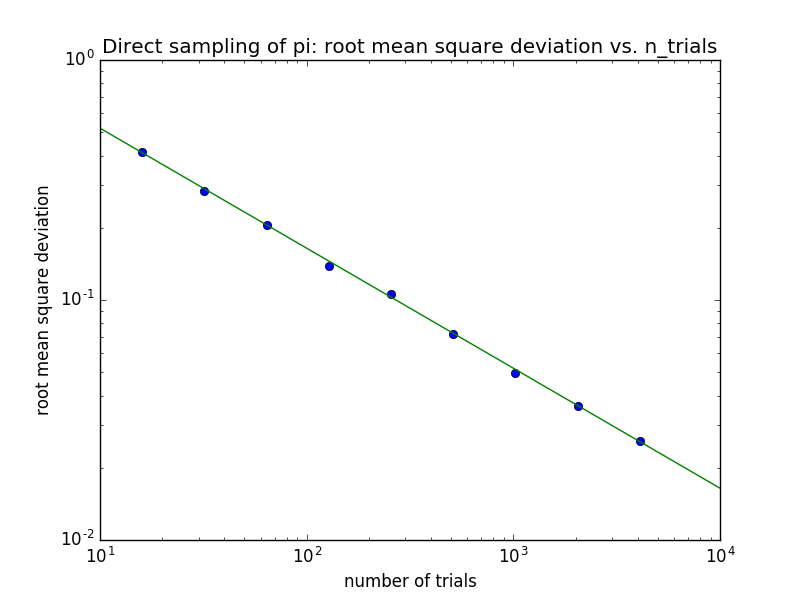 Direct sampling of pi: root mean square deviation vs. n_trials
10^0
10^-1
10^-2
root mean square deviation
10^1 10^2 10^3 10^4
number of trials